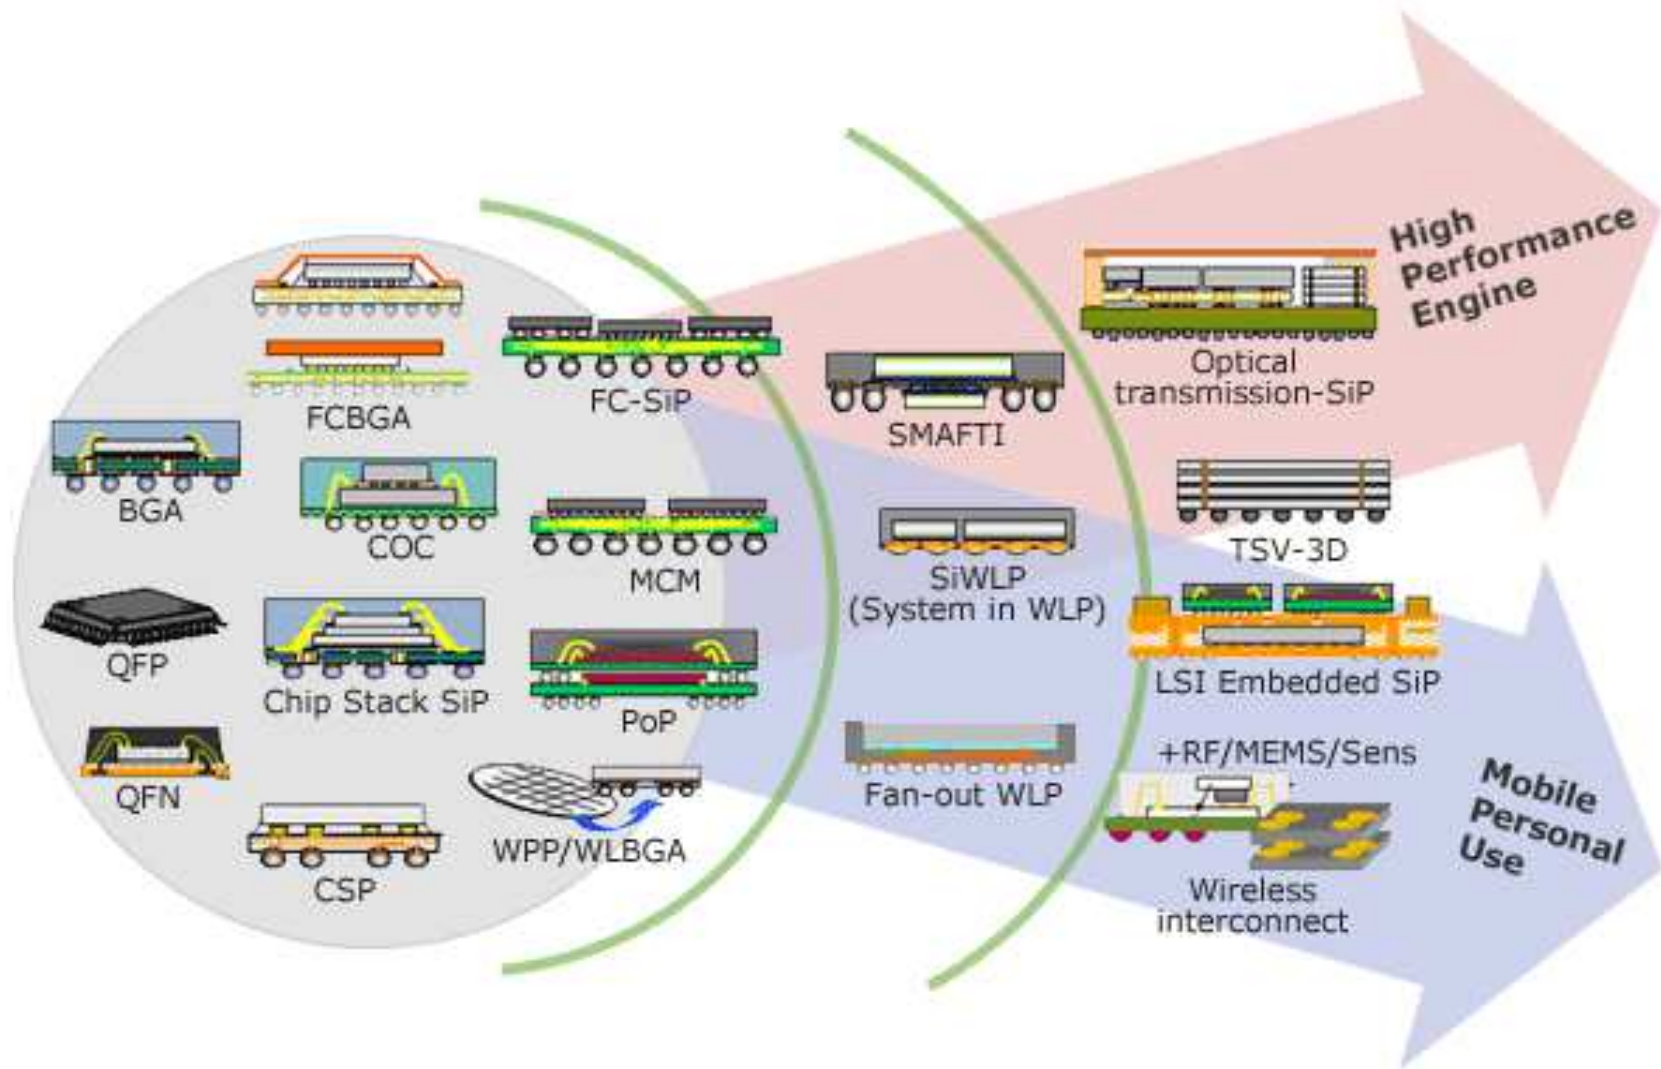 High
Performance
Engine
Optical
transmission-SiP
FC-SiP
FCBGA
SMAFTI
BGA
COC
MCM
TSV-3D
SiWLP
(System in WLP)
QFP
Chip Stack SiP
PoP
LSI Embedded SiP
+RF/MEMS/Sens
QFN
Fan-out WLP
Mobile
Personal
Use
WPP/WLBGA
CSP
Wireless
interconnect